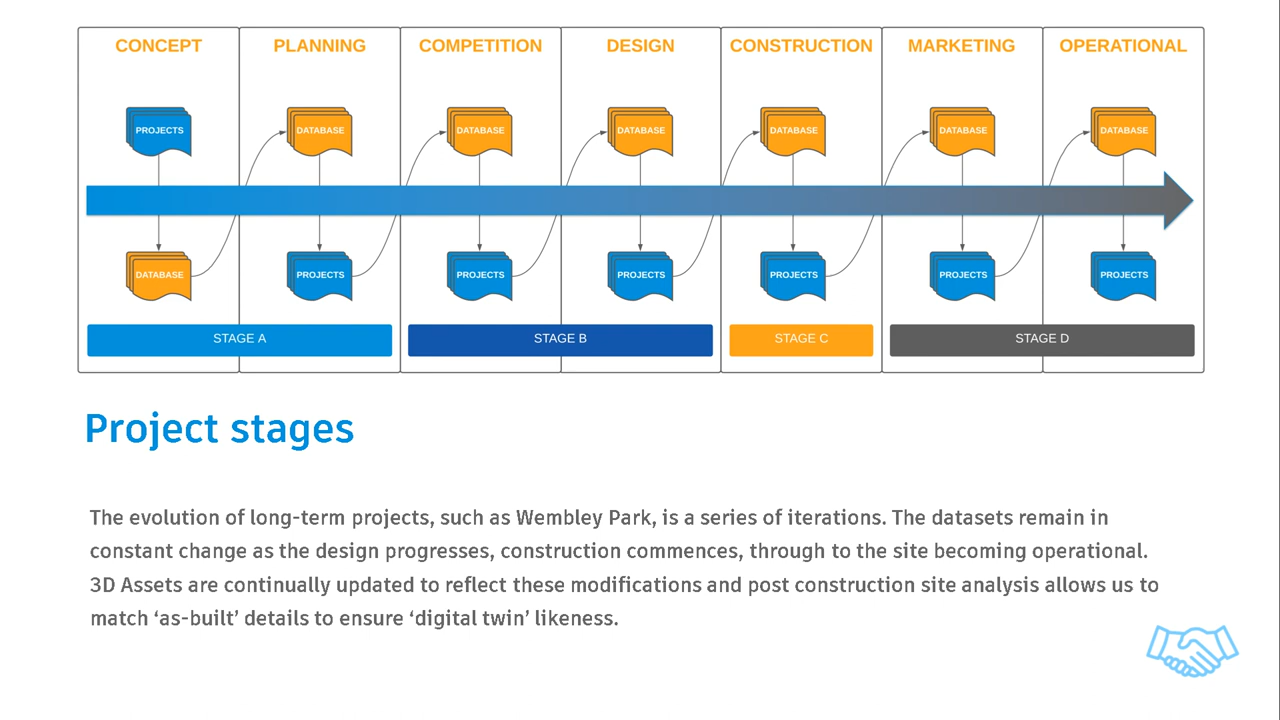 CONCEPT PLANNING COMPETITION DESIGN CONSTRUCTION MARKETING OPERATIONAL
PROJECTS DATABASE DATABASE DATABASE DATABASE DATABASE DATABASE
DATABASE PROJECTS PROJECTS PROJECTS PROJECTS PROJECTS PROJECTS
STAGE A STAGE B STAGE C STAGE D
Project stages
The evolution of long-term projects, such as Wembley Park, is a series of iterations. The datasets remain in
constant change as the design progresses, construction commences, through to the site becoming operational.
3D Assets are continually updated to reflect these modifications and post construction site analysis allows us to
match ‘as-built’ details to ensure ‘digital twin’ likeness.